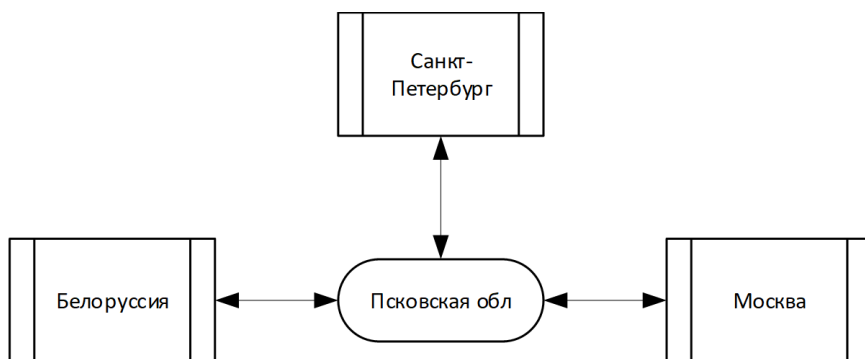 Санкт-
Петербург
Белоруссия
Псковская обл
Москва